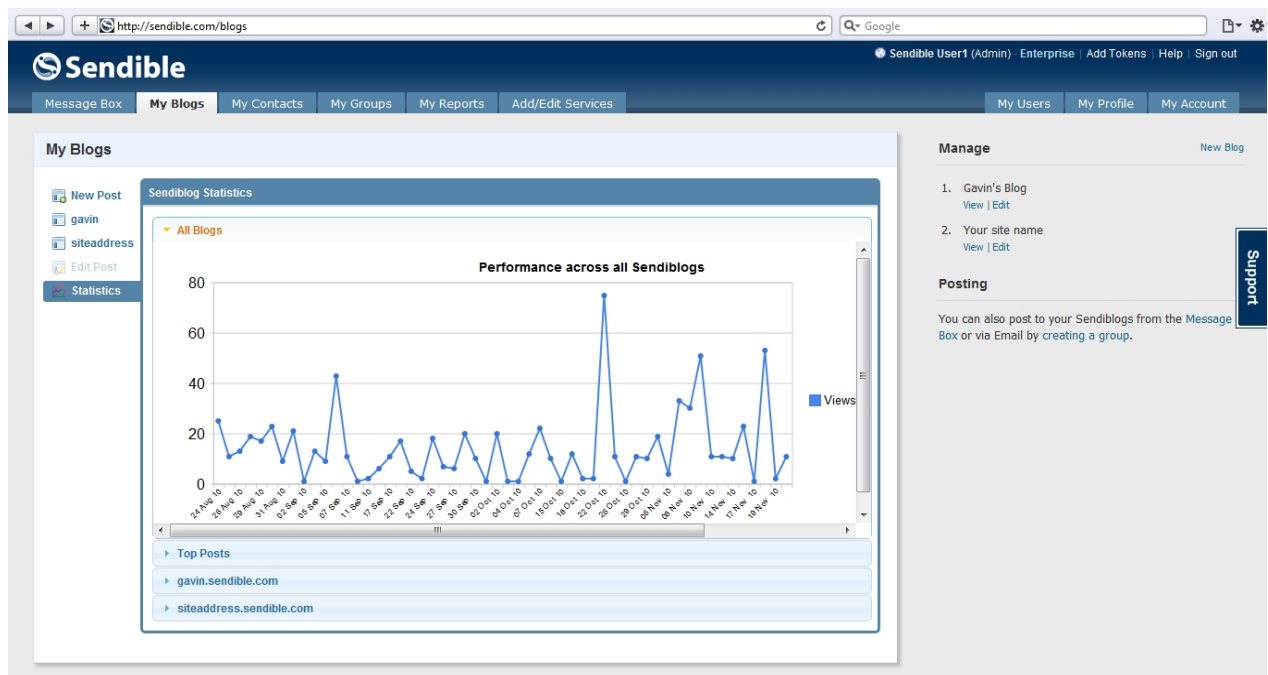 http://sendible.com/blogs
Google
Sendible
Sendible User1 (Admin) - Enterprise | Add Tokens | Help | Sign out
Message Box My Blogs My Contacts My Groups My Reports Add/Edit Services My Users My Profile My Account
My Blogs
New Post
gavin
siteaddress
Edit Post
Statistics
Sendiblog Statistics
All Blogs
Performance across all Sendiblogs
80
60
40
20
0
Views
24 Aug 10 26 Aug 10 29 Aug 10 31 Aug 10 02 Sep 10 05 Sep 10 07 Sep 10 11 Sep 10 17 Sep 10 22 Sep 10 24 Sep 10 27 Sep 10 30 Sep 10 02 Oct 10 04 Oct 10 07 Oct 10 15 Oct 10 18 Oct 10 20 Oct 10 22 Oct 10 26 Oct 10 29 Oct 10 10 Nov 10 14 Nov 10 17 Nov 10 19 Nov 10
Top Posts
gavin.sendible.com
siteaddress.sendible.com
Manage
New Blog
1. Gavin's Blog
View | Edit
2. Your site name
View | Edit
Posting
You can also post to your Sendiblogs from the Message
Box or via Email by creating a group.
Support